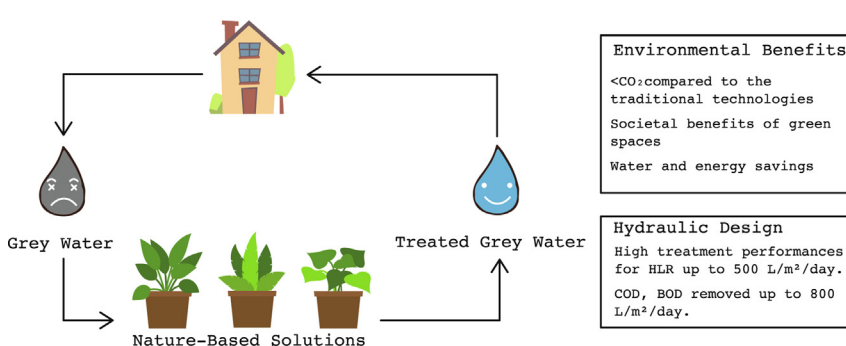 Grey Water
Nature-Based Solutions
Treated Grey Water
Environmental Benefits
<CO₂compared to the
traditional technologies
Societal benefits of green
spaces
Water and energy savings
Hydraulic Design
High treatment performances
for HLR up to 500 L/m²/day.
COD, BOD removed up to 800
L/m²/day.